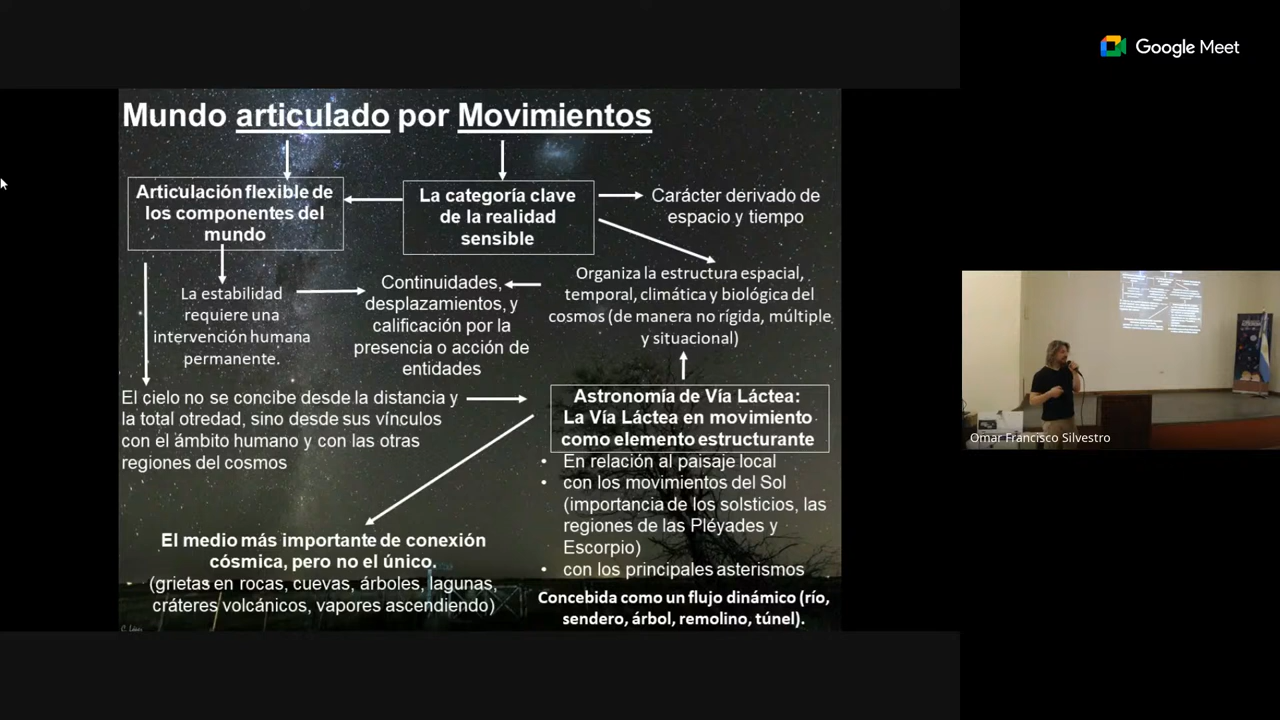 Google Meet
Mundo articulado por Movimientos
Articulación flexible de
los componentes del
mundo
La categoría clave
de la realidad
sensible
Carácter derivado de
espacio y tiempo
La estabilidad
requiere una
intervención humana
permanente.
Continuidades,
desplazamientos, y
calificación por la
presencia o acción de
entidades
Organiza la estructura espacial,
temporal, climática y biológica del
cosmos (de manera no rígida, múltiple
y situacional)
El cielo no se concibe desde la distancia y
la total otredad, sino desde sus vínculos
con el ámbito humano y con las otras
regiones del cosmos
Astronomía de Vía Láctea:
La Vía Láctea en movimiento
como elemento estructurante
• En relación al paisaje local
• con los movimientos del Sol
(importancia de los solsticios, las
regiones de las Pléyades y
Escorpio)
• con los principales asterismos
El medio más importante de conexión
cósmica, pero no el único.
(grietas en rocas, cuevas, árboles, lagunas,
cráteres volcánicos, vapores ascendiendo)
Concebida como un flujo dinámico (río,
sendero, árbol, remolino, túnel).
Omar Francisco Silvestro